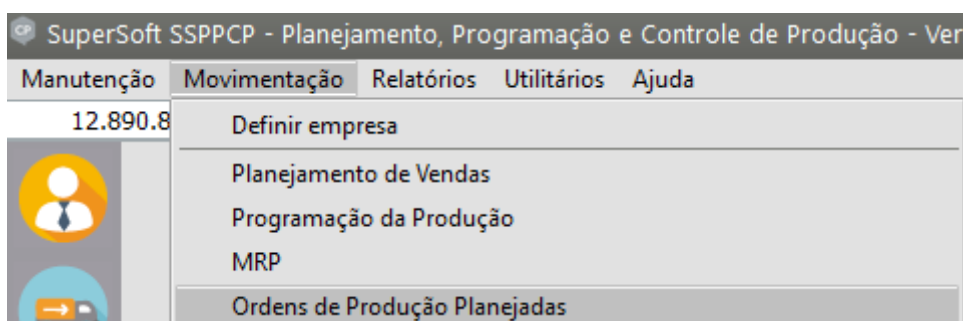 SuperSoft SSPPCP - Planejamento, Programação e Controle de Produção - Ver
Manutenção Movimentação Relatórios Utilitários Ajuda
12.890.8
Definir empresa
Planejamento de Vendas
Programação da Produção
MRP
Ordens de Produção Planejadas